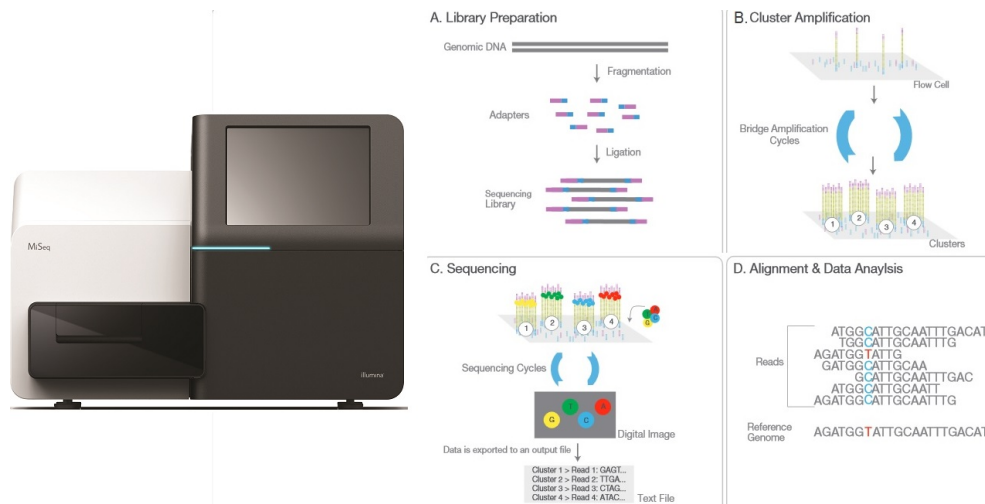 MiSeq
illumina
A. Library Preparation
Genomic DNA
Fragmentation
Adapters
Ligation
Sequencing
Library
B. Cluster Amplification
Flow Cell
Bridge Amplification
Cycles
1
2
3
4
Clusters
C. Sequencing
1
2
3
4
T
A
G
C
Sequencing Cycles
T
A
G
C
Digital Image
Data is exported to an output file
Cluster 1 > Read 1: GAGT...
Cluster 2 > Read 2: TTGA...
Cluster 3 > Read 3: CTAG...
Cluster 4 > Read 4: ATAC...
Text File
D. Alignment & Data Anaylsis
Reads
ATGGCATTGCAATTTGACAT
TGGCATTGCAATTTG
AGATGGTATTG
GATGGCATTGCAA
GCATTGCAATTTGAC
ATGGCATTGCAATT
AGATGGCATTGCAATTTG
Reference
Genome
AGATGGTATTGCAATTTGACAT